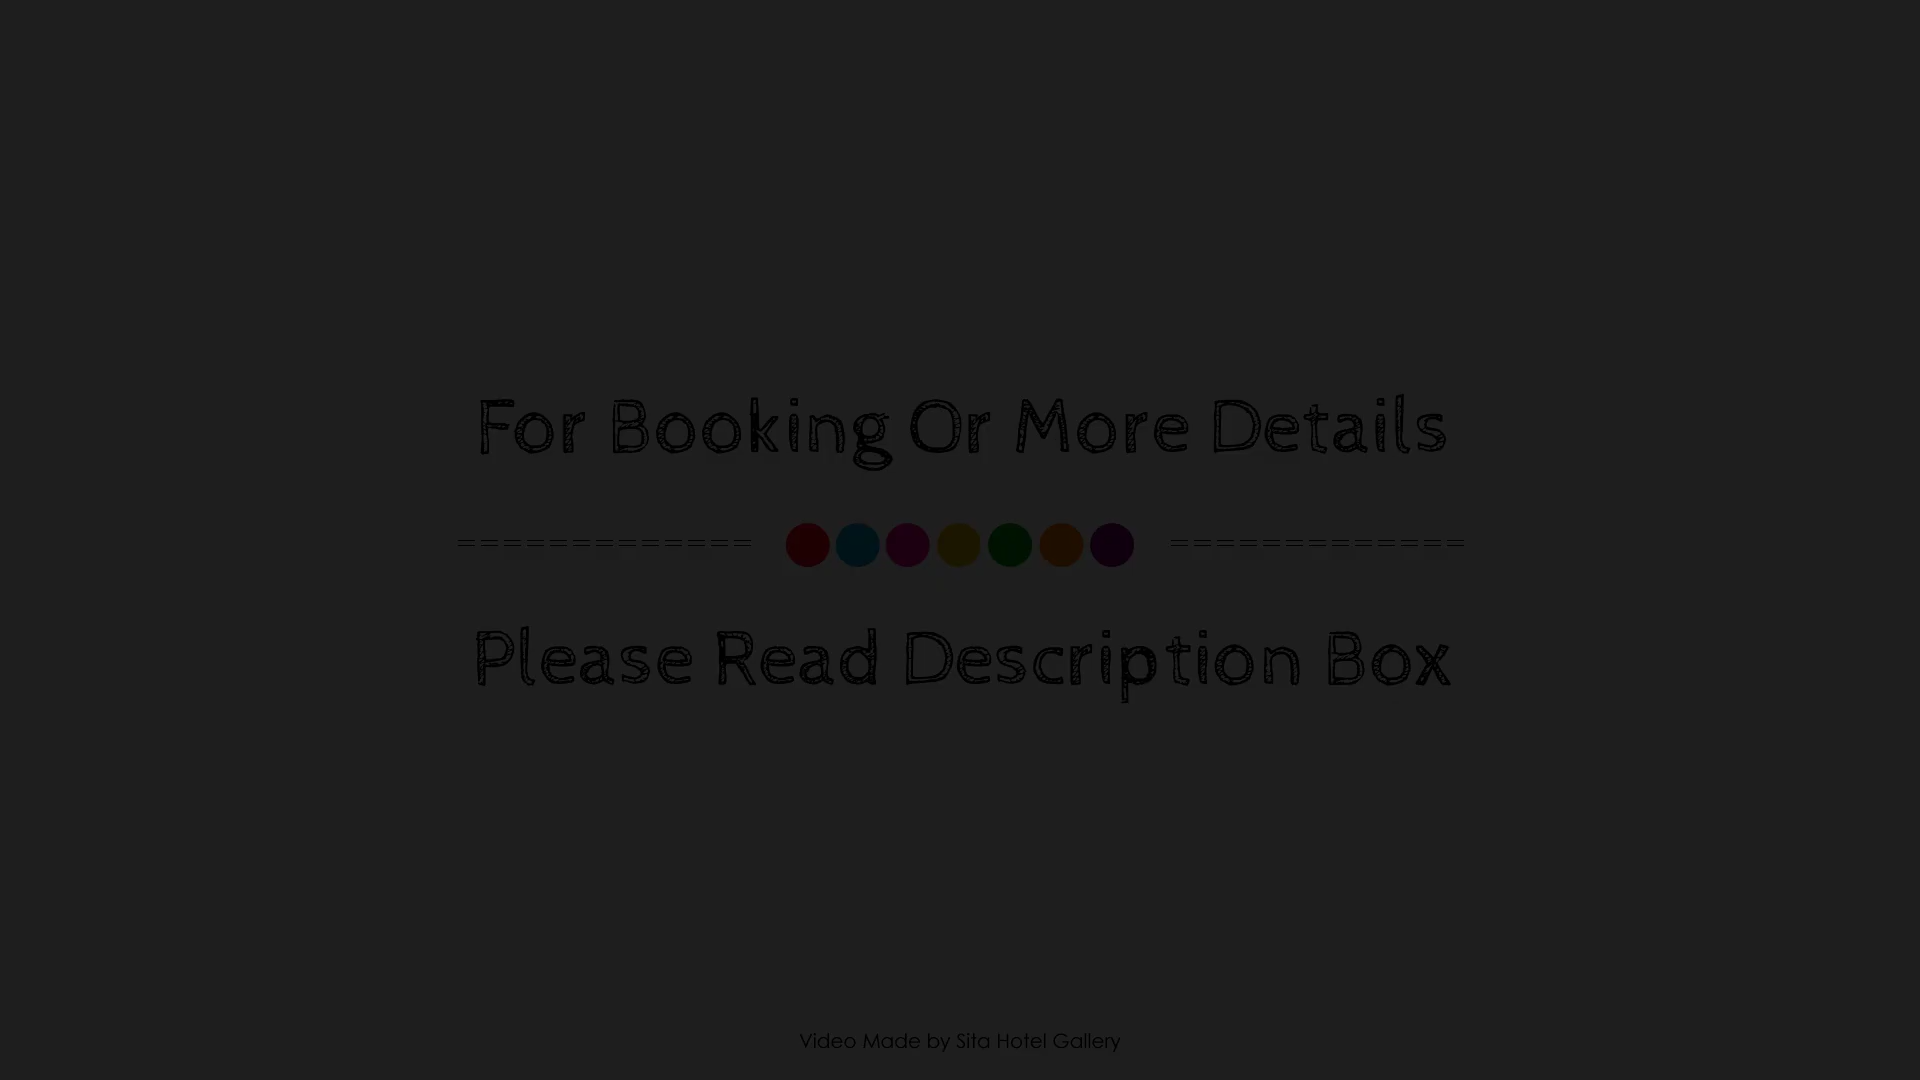 For Booking Or More Details
============= =============
Please Read Description Box
Video Made by Sita Hotel Gallery